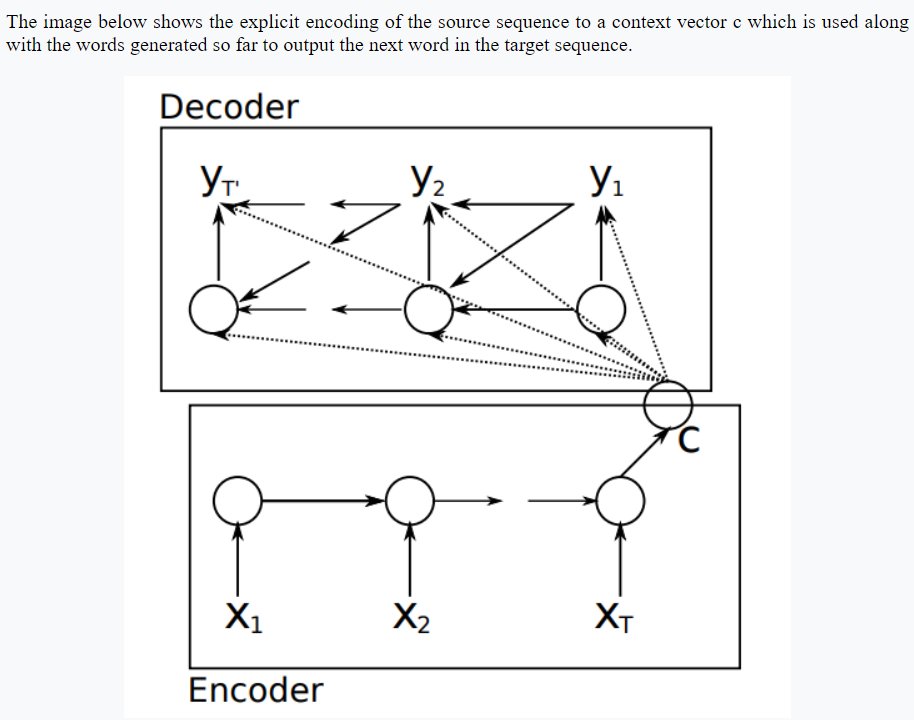 The image below shows the explicit encoding of the source sequence to a context vector c which is used along
with the words generated so far to output the next word in the target sequence.
Decoder
yT' y2 y1
c
x1 x2 xT
Encoder